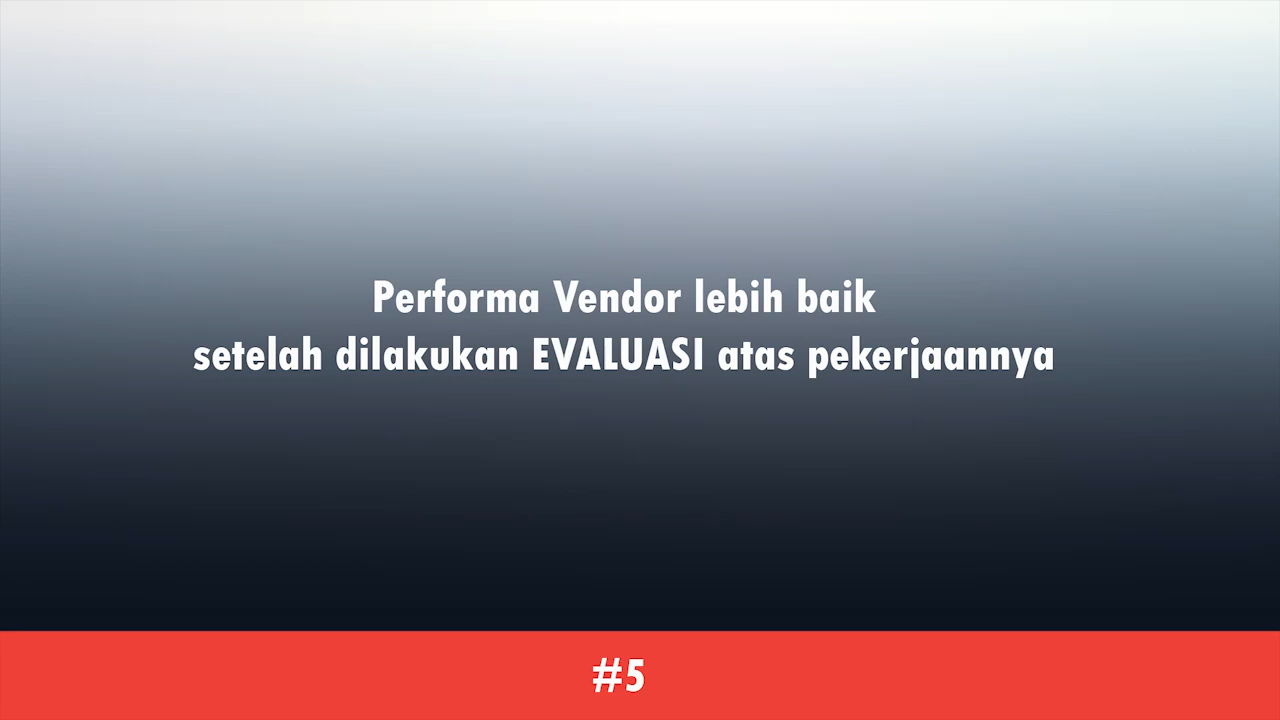 Performa Vendor lebih baik
setelah dilakukan EVALUASI atas pekerjaannya
#5